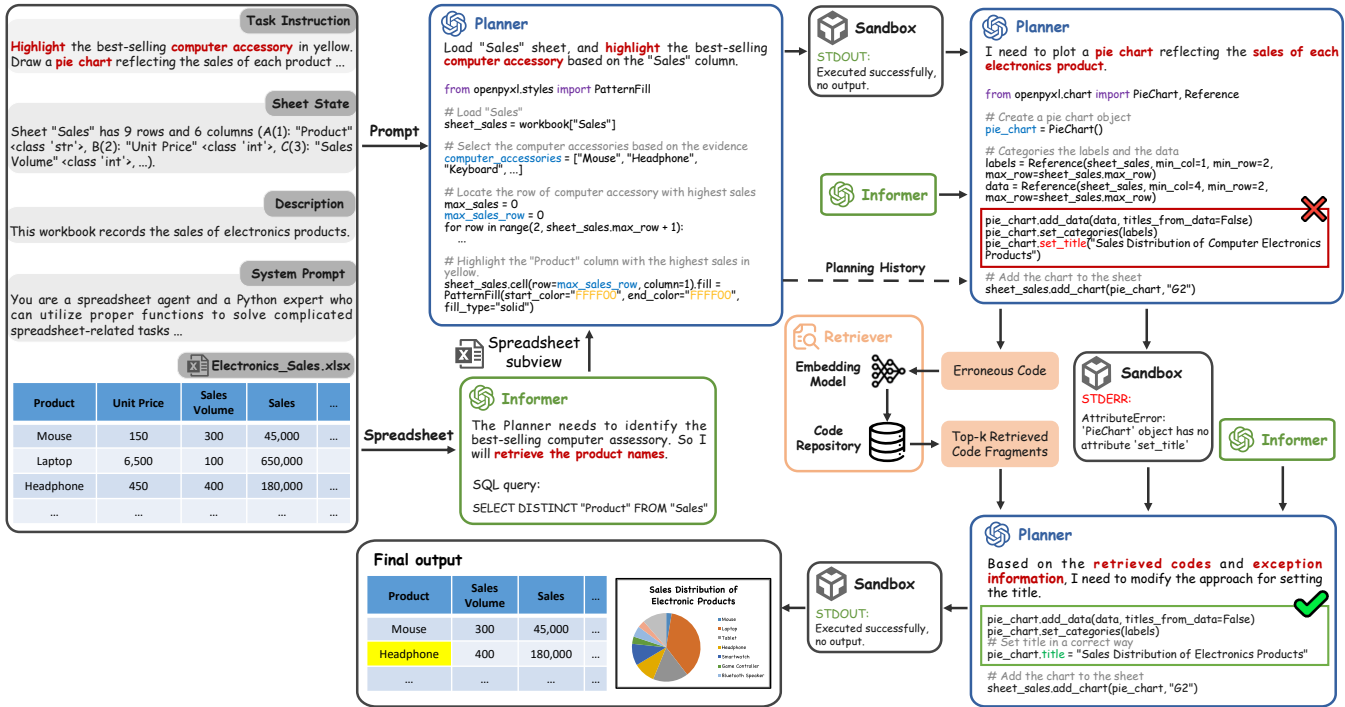 Task Instruction
Highlight the best-selling computer accessory in yellow.
Draw a pie chart reflecting the sales of each product ...
Sheet State
Sheet "Sales" has 9 rows and 6 columns (A(1): "Product"
<class 'str'>, B(2): "Unit Price" <class 'int'>, C(3): "Sales
Volume" <class 'int'>, ...).
Description
This workbook records the sales of electronics products.
System Prompt
You are a spreadsheet agent and a Python expert who
can utilize proper functions to solve complicated
spreadsheet-related tasks ...
Electronics_Sales.xlsx
Product Unit Price Sales Volume Sales ...
Mouse 150 300 45,000 ...
Laptop 6,500 100 650,000 ...
Headphone 450 400 180,000 ...
... ... ... ... ...
Prompt
Spreadsheet
Planner
Load "Sales" sheet, and highlight the best-selling
computer accessory based on the "Sales" column.
from openpyxl.styles import PatternFill
# Load "Sales"
sheet_sales = workbook["Sales"]
# Select the computer accessories based on the evidence
computer_accessories = ["Mouse", "Headphone",
"Keyboard", ...]
# Locate the row of computer accessory with highest sales
max_sales = 0
max_sales_row = 0
for row in range(2, sheet_sales.max_row + 1):
...
# Highlight the "Product" column with the highest sales in
yellow.
sheet_sales.cell(row=max_sales_row, column=1).fill =
PatternFill(start_color="FFFF00", end_color="FFFF00",
fill_type="solid")
Spreadsheet
subview
Informer
The Planner needs to identify the
best-selling computer assessory. So I
will retrieve the product names.
SQL query:
SELECT DISTINCT "Product" FROM "Sales"
Sandbox
STDOUT:
Executed successfully,
no output.
Informer
Planning History
Planner
I need to plot a pie chart reflecting the sales of each
electronics product.
from openpyxl.chart import PieChart, Reference
# Create a pie chart object
pie_chart = PieChart()
# Categories the labels and the data
labels = Reference(sheet_sales, min_col=1, min_row=2,
max_row=sheet_sales.max_row)
data = Reference(sheet_sales, min_col=4, min_row=2,
max_row=sheet_sales.max_row)
pie_chart.add_data(data, titles_from_data=False)
pie_chart.set_categories(labels)
pie_chart.set_title("Sales Distribution of Computer Electronics
Products")
# Add the chart to the sheet
sheet_sales.add_chart(pie_chart, "G2")
Retriever
Embedding
Model
Code
Repository
Erroneous Code
Top-k Retrieved
Code Fragments
Sandbox
STDERR:
AttributeError:
'PieChart' object has no
attribute 'set_title'
Informer
Planner
Based on the retrieved codes and exception
information, I need to modify the approach for setting
the title.
pie_chart.add_data(data, titles_from_data=False)
pie_chart.set_categories(labels)
# Set title in a correct way
pie_chart.title = "Sales Distribution of Electronics Products"
# Add the chart to the sheet
sheet_sales.add_chart(pie_chart, "G2")
Sandbox
STDOUT:
Executed successfully,
no output.
Final output
Product Sales Volume Sales ...
Mouse 300 45,000 ...
Headphone 400 180,000 ...
... ... ... ...
Sales Distribution of
Electronic Products
Mouse
Laptop
Tablet
Headphone
Smartwatch
Game Controller
Bluetooth Speaker